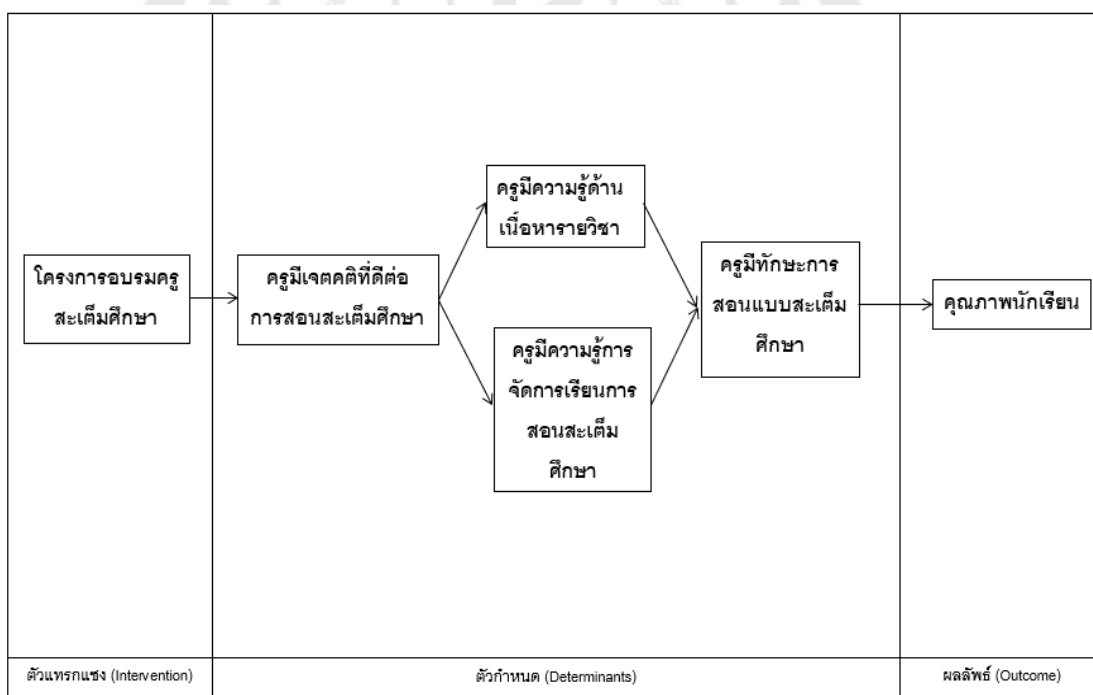 โครงการอบรมครู
สะเต็มศึกษา
ครูมีเจตคติที่ดีต่อ
การสอนสะเต็มศึกษา
ครูมีความรู้ด้าน
เนื้อหารายวิชา
ครูมีความรู้การ
จัดการเรียนการ
สอนสะเต็ม
ศึกษา
ครูมีทักษะการ
สอนแบบสะเต็ม
ศึกษา
คุณภาพนักเรียน
ตัวแทรกแซง (Intervention)
ตัวกำหนด (Determinants)
ผลลัพธ์ (Outcome)